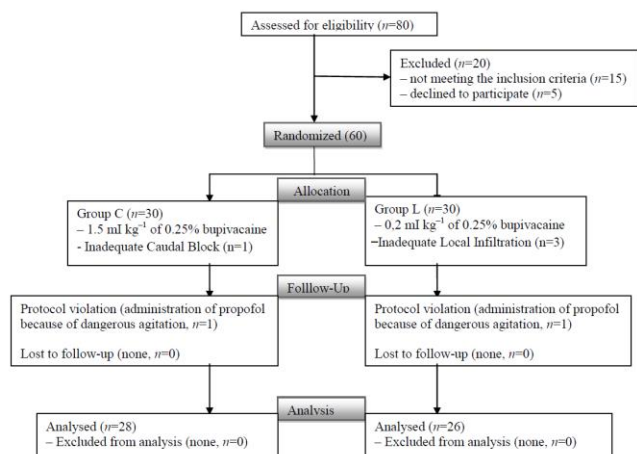 Assessed for eligibility (n=80)
Excluded (n=20)
– not meeting the inclusion criteria (n=15)
– declined to participate (n=5)
Randomized (60)
Allocation
Group C (n=30)
– 1.5 mI kg⁻¹ of 0.25% bupivacaine
- Inadequate Caudal Block (n=1)
Group L (n=30)
– 0,2 mI kg⁻¹ of 0.25% bupivacaine
–Inadequate Local Infiltration (n=3)
Folllow-Up
Protocol violation (administration of propofol
because of dangerous agitation, n=1)
Lost to follow-up (none, n=0)
Protocol violation (administration of propofol
because of dangerous agitation, n=1)
Lost to follow-up (none, n=0)
Analysis
Analysed (n=28)
– Excluded from analysis (none, n=0)
Analysed (n=26)
– Excluded from analysis (none, n=0)